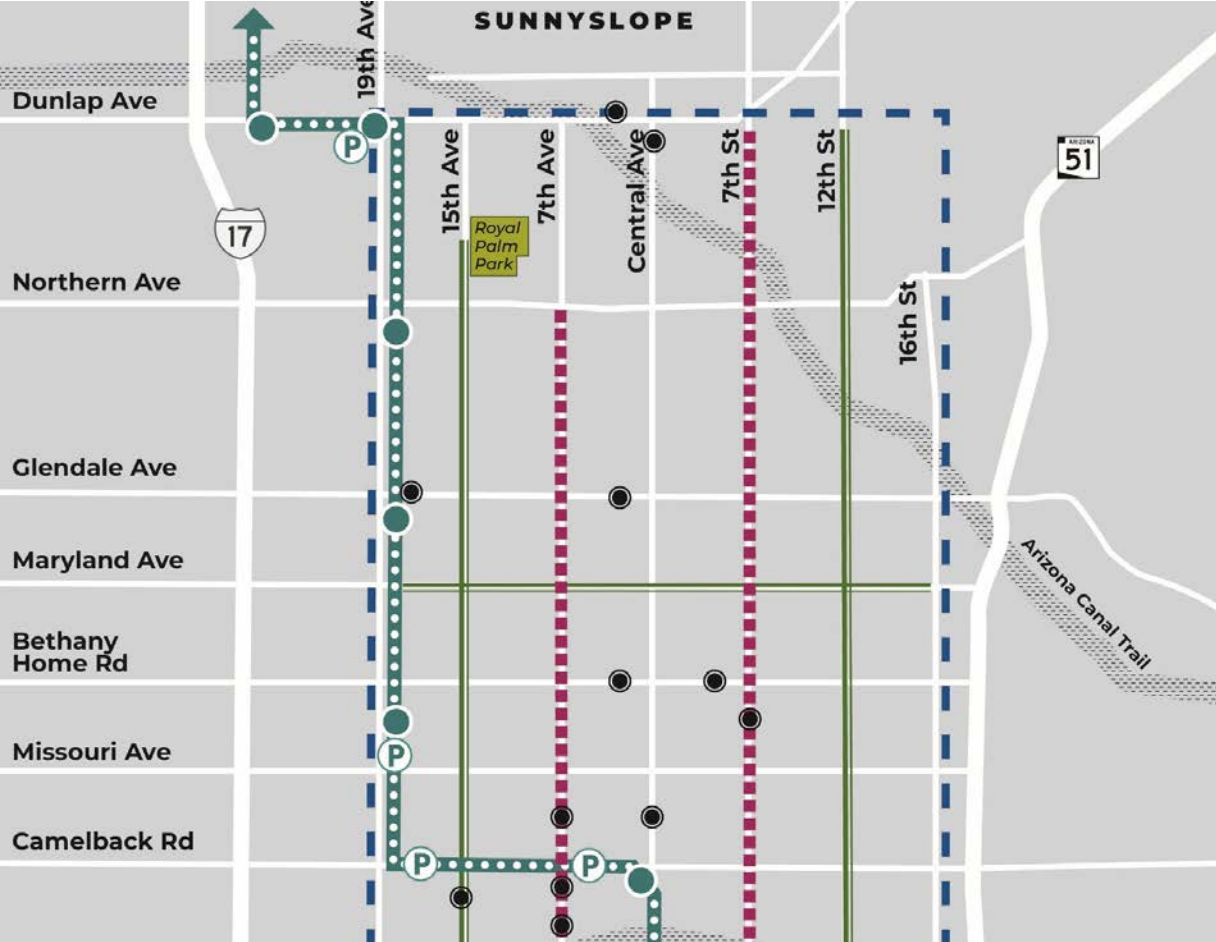 SUNNYSLOPE
19th Ave
Dunlap Ave
P
15th Ave
7th Ave
Central Ave
7th St
12th St
ARIZONA
51
17
Royal
Palm
Park
Northern Ave
16th St
Glendale Ave
Maryland Ave
Arizona Canal Trail
Bethany
Home Rd
Missouri Ave
P
Camelback Rd
P
P